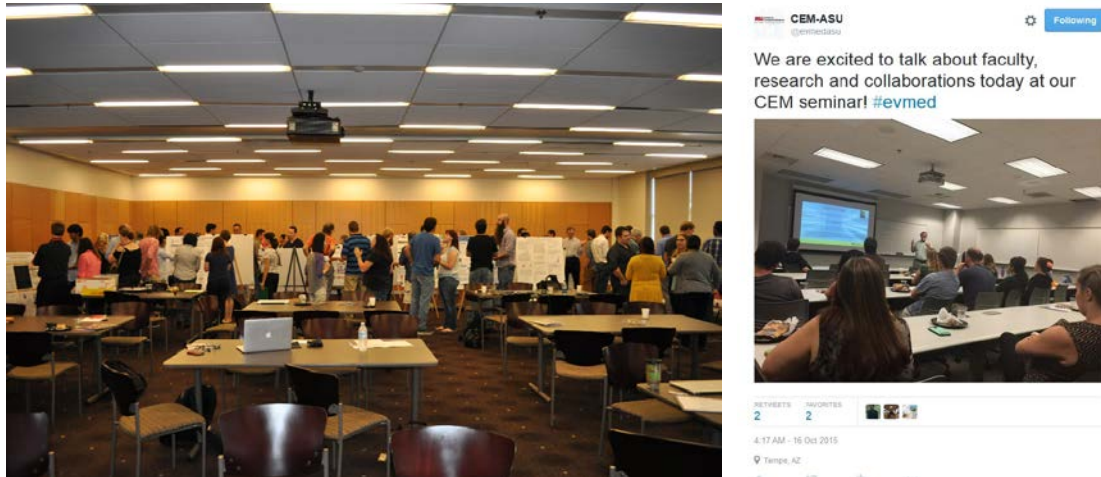 CEM-ASU
@evmedasu
Following
We are excited to talk about faculty,
research and collaborations today at our
CEM seminar! #evmed
RETWEETS
2
FAVORITES
2
4:17 AM - 16 Oct 2015
Tempe, AZ